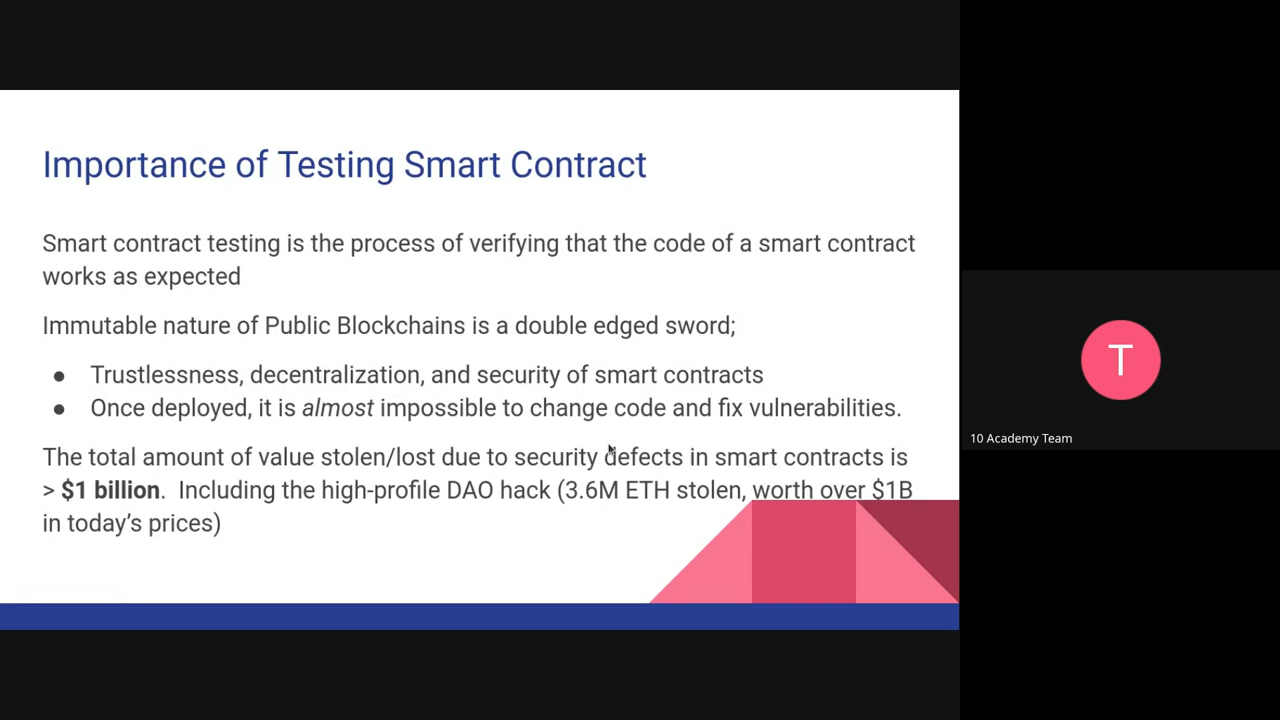 Importance of Testing Smart Contract
Smart contract testing is the process of verifying that the code of a smart contract
works as expected
Immutable nature of Public Blockchains is a double edged sword;
● Trustlessness, decentralization, and security of smart contracts
● Once deployed, it is almost impossible to change code and fix vulnerabilities.
The total amount of value stolen/lost due to security defects in smart contracts is
> $1 billion. Including the high-profile DAO hack (3.6M ETH stolen, worth over $1B
in today’s prices)
T
10 Academy Team